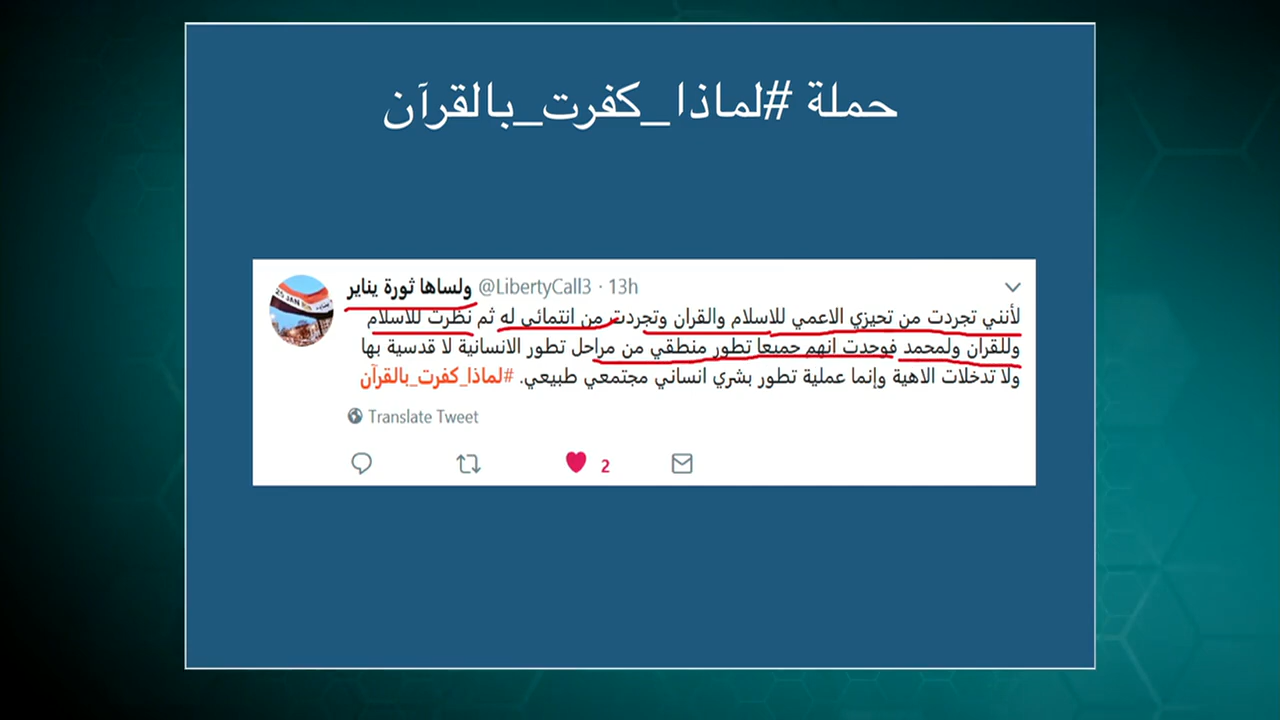 حملة #لماذا_كفرت_بالقرآن
ولساها ثورة يناير @LibertyCall3 · 13h
لأنني تجردت من تحيزي الاعمي للاسلام والقران وتجردت من انتمائي له ثم نظرت للاسلام
وللقران ولمحمد فوجدت انهم جميعا تطور منطقي من مراحل تطور الانسانية لا قدسية بها
ولا تدخلات الاهية وإنما عملية تطور بشري انساني مجتمعي طبيعي. #لماذا_كفرت_بالقرآن
Translate Tweet
2